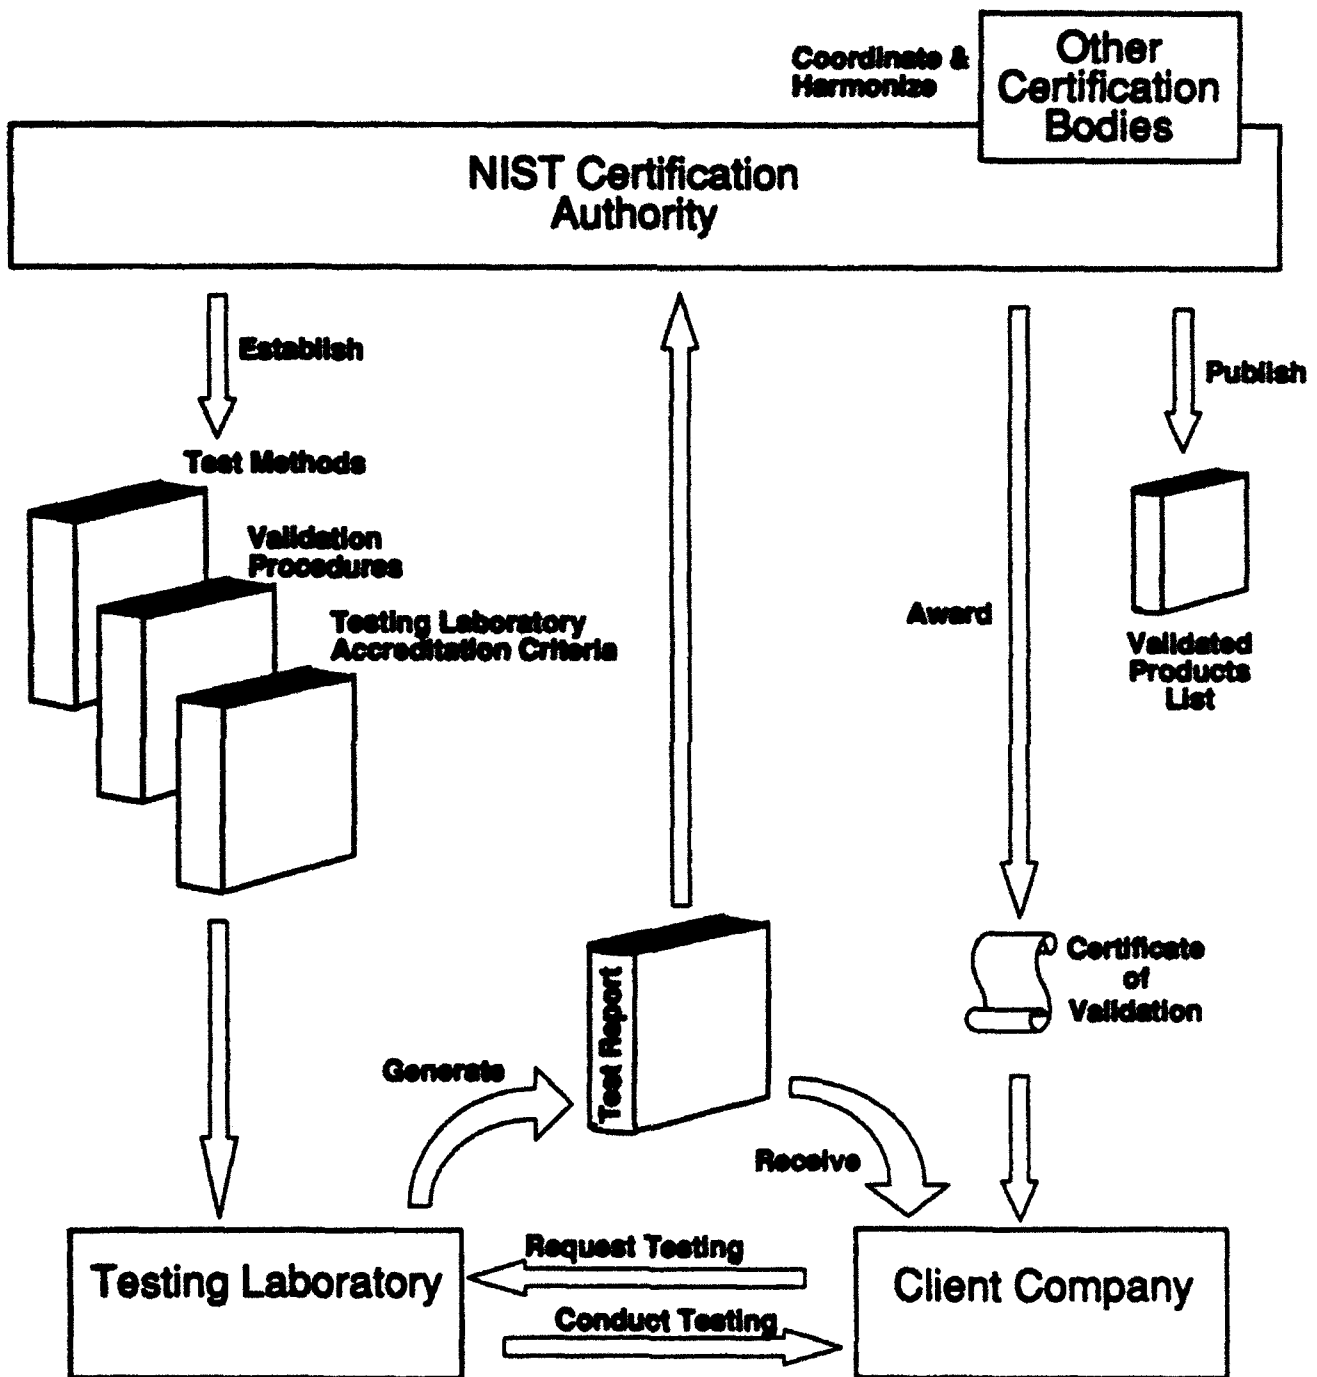 Coordinate &
Harmonize
Other
Certification
Bodies
NIST Certification
Authority
Establish
Publish
Test Methods
Validation
Procedures
Testing Laboratory
Accreditation Criteria
Award
Validated
Products
List
Certificate
of
Validation
Test Report
Generate
Receive
Testing Laboratory
Request Testing
Conduct Testing
Client Company